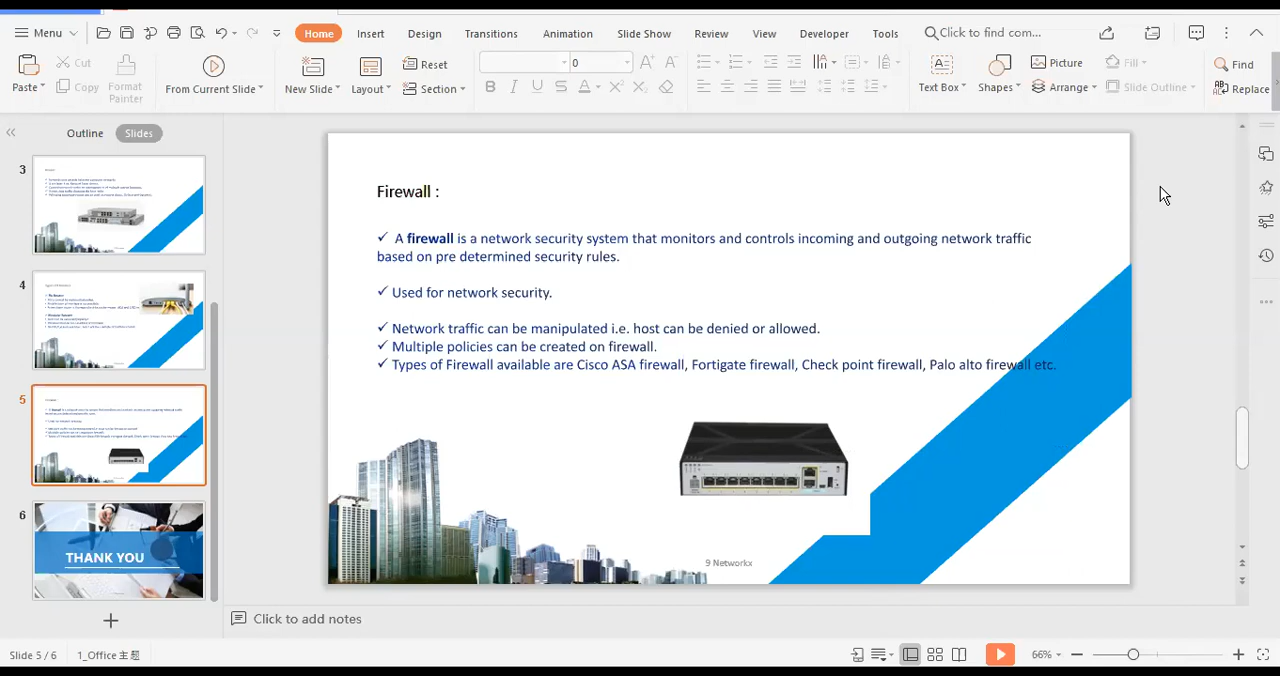 Menu
Home
Insert
Design
Transitions
Animation
Slide Show
Review
View
Developer
Tools
Click to find com...
Paste
Cut
Copy
Format
Painter
From Current Slide
New Slide
Layout
Reset
Section
0
B I U S A X² X₂
Text Box
Shapes
Picture
Arrange
Fill
Slide Outline
Find
Replace
Outline
Slides
3
4
5
6
THANK YOU
Firewall :
✓ A firewall is a network security system that monitors and controls incoming and outgoing network traffic
based on pre determined security rules.
✓ Used for network security.
✓ Network traffic can be manipulated i.e. host can be denied or allowed.
✓ Multiple policies can be created on firewall.
✓ Types of Firewall available are Cisco ASA firewall, Fortigate firewall, Check point firewall, Palo alto firewall etc.
9 Networkx
Click to add notes
Slide 5 / 6
1_Office 主题
66%